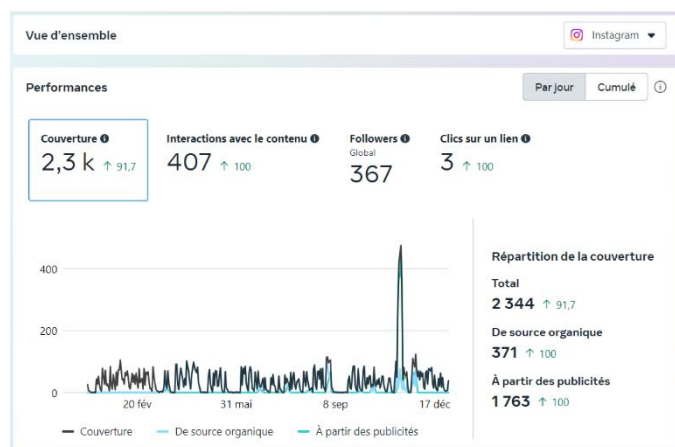 Vue d'ensemble
Instagram
Performances
Par jour
Cumulé
Couverture
2,3 k ↑ 91,7
Interactions avec le contenu
407 ↑ 100
Followers
Global
367
Clics sur un lien
3 ↑ 100
400
200
0
20 fév
31 mai
8 sep
17 déc
Couverture
De source organique
À partir des publicités
Répartition de la couverture
Total
2 344 ↑ 91,7
De source organique
371 ↑ 100
À partir des publicités
1 763 ↑ 100